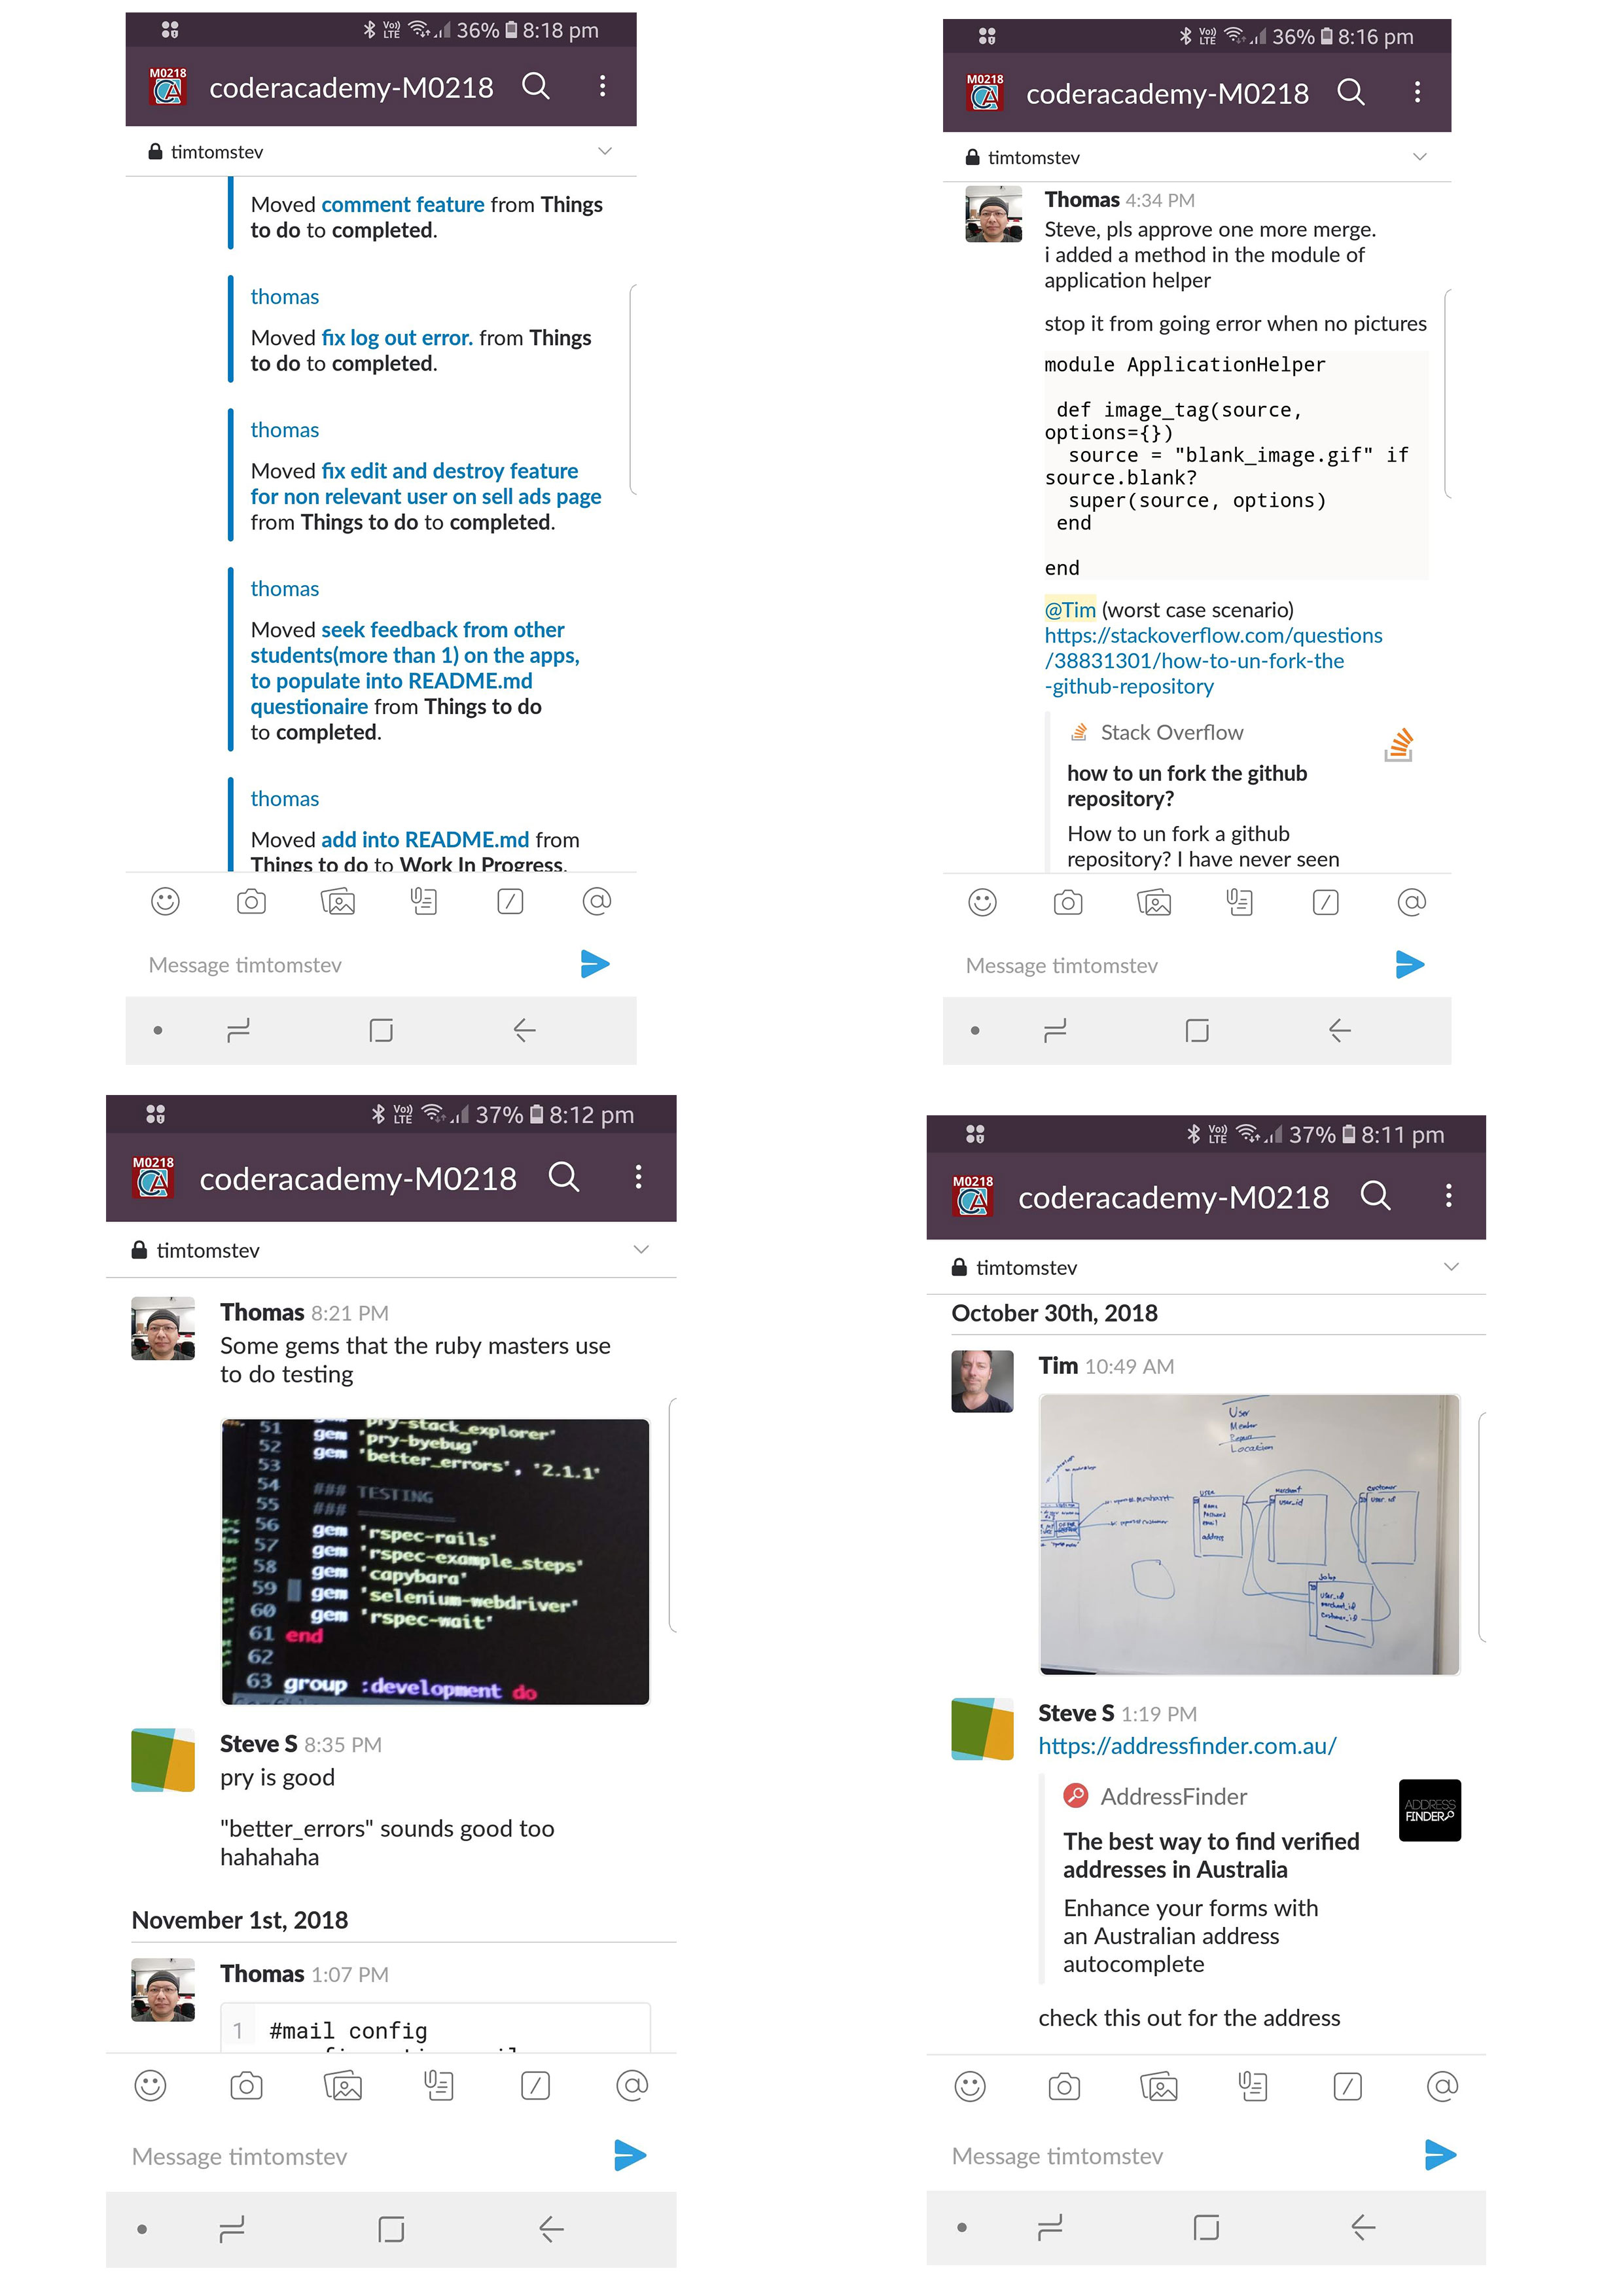 36% 8:18 pm
M0218
CA
coderacademy-M0218
timtomstev
Moved comment feature from Things
to do to completed.
thomas
Moved fix log out error. from Things
to do to completed.
thomas
Moved fix edit and destroy feature
for non relevant user on sell ads page
from Things to do to completed.
thomas
Moved seek feedback from other
students(more than 1) on the apps,
to populate into README.md
questionaire from Things to do
to completed.
thomas
Moved add into README.md from
Things to do to Work In Progress.
Message timtomstev
Vo)) LTE 36% 8:16 pm
M0218
CA
coderacademy-M0218
timtomstev
Thomas 4:34 PM
Steve, pls approve one more merge.
i added a method in the module of
application helper
stop it from going error when no pictures
module ApplicationHelper
def image_tag(source,
options={})
source = "blank_image.gif" if
source.blank?
super(source, options)
end
end
@Tim (worst case scenario)
https://stackoverflow.com/questions
/38831301/how-to-un-fork-the
-github-repository
Stack Overflow
how to un fork the github
repository?
How to un fork a github
repository? I have never seen
Message timtomstev
Vo)) LTE 37% 8:12 pm
M0218
CA
coderacademy-M0218
timtomstev
Thomas 8:21 PM
Some gems that the ruby masters use
to do testing
51 gem 'pry-stack_explorer'
52 gem 'pry-byebug'
53 gem 'better_errors', '2.1.1'
54
55 ### TESTING
56 ###
57 gem 'rspec-rails'
58 gem 'rspec-example_steps'
59 gem 'capybara'
60 gem 'selenium-webdriver'
61 gem 'rspec-wait'
62 end
63 group :development do
Steve S 8:35 PM
pry is good
"better_errors" sounds good too
hahahaha
November 1st, 2018
Thomas 1:07 PM
1 #mail config
Message timtomstev
Vo)) LTE 37% 8:11 pm
M0218
CA
coderacademy-M0218
timtomstev
October 30th, 2018
Tim 10:49 AM
User
Member
Location
user
name
password
email
address
merchant
user_id
customer
user_id
user_id
merchant_id
customer_id
Steve S 1:19 PM
https://addressfinder.com.au/
AddressFinder
ADDRESS
FINDER
The best way to find verified
addresses in Australia
Enhance your forms with
an Australian address
autocomplete
check this out for the address
Message timtomstev